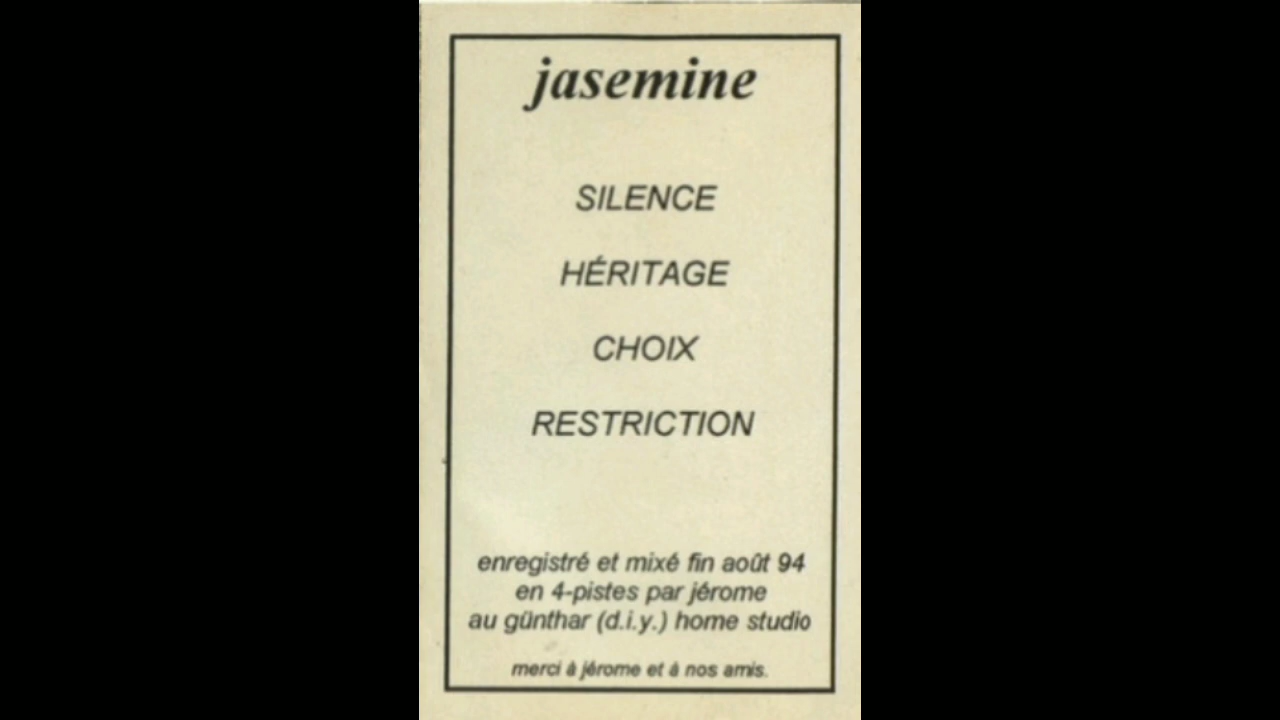 jasemine
SILENCE
HÉRITAGE
CHOIX
RESTRICTION
enregistré et mixé fin août 94
en 4-pistes par jérome
au günthar (d.i.y.) home studio
merci à jérome et à nos amis.